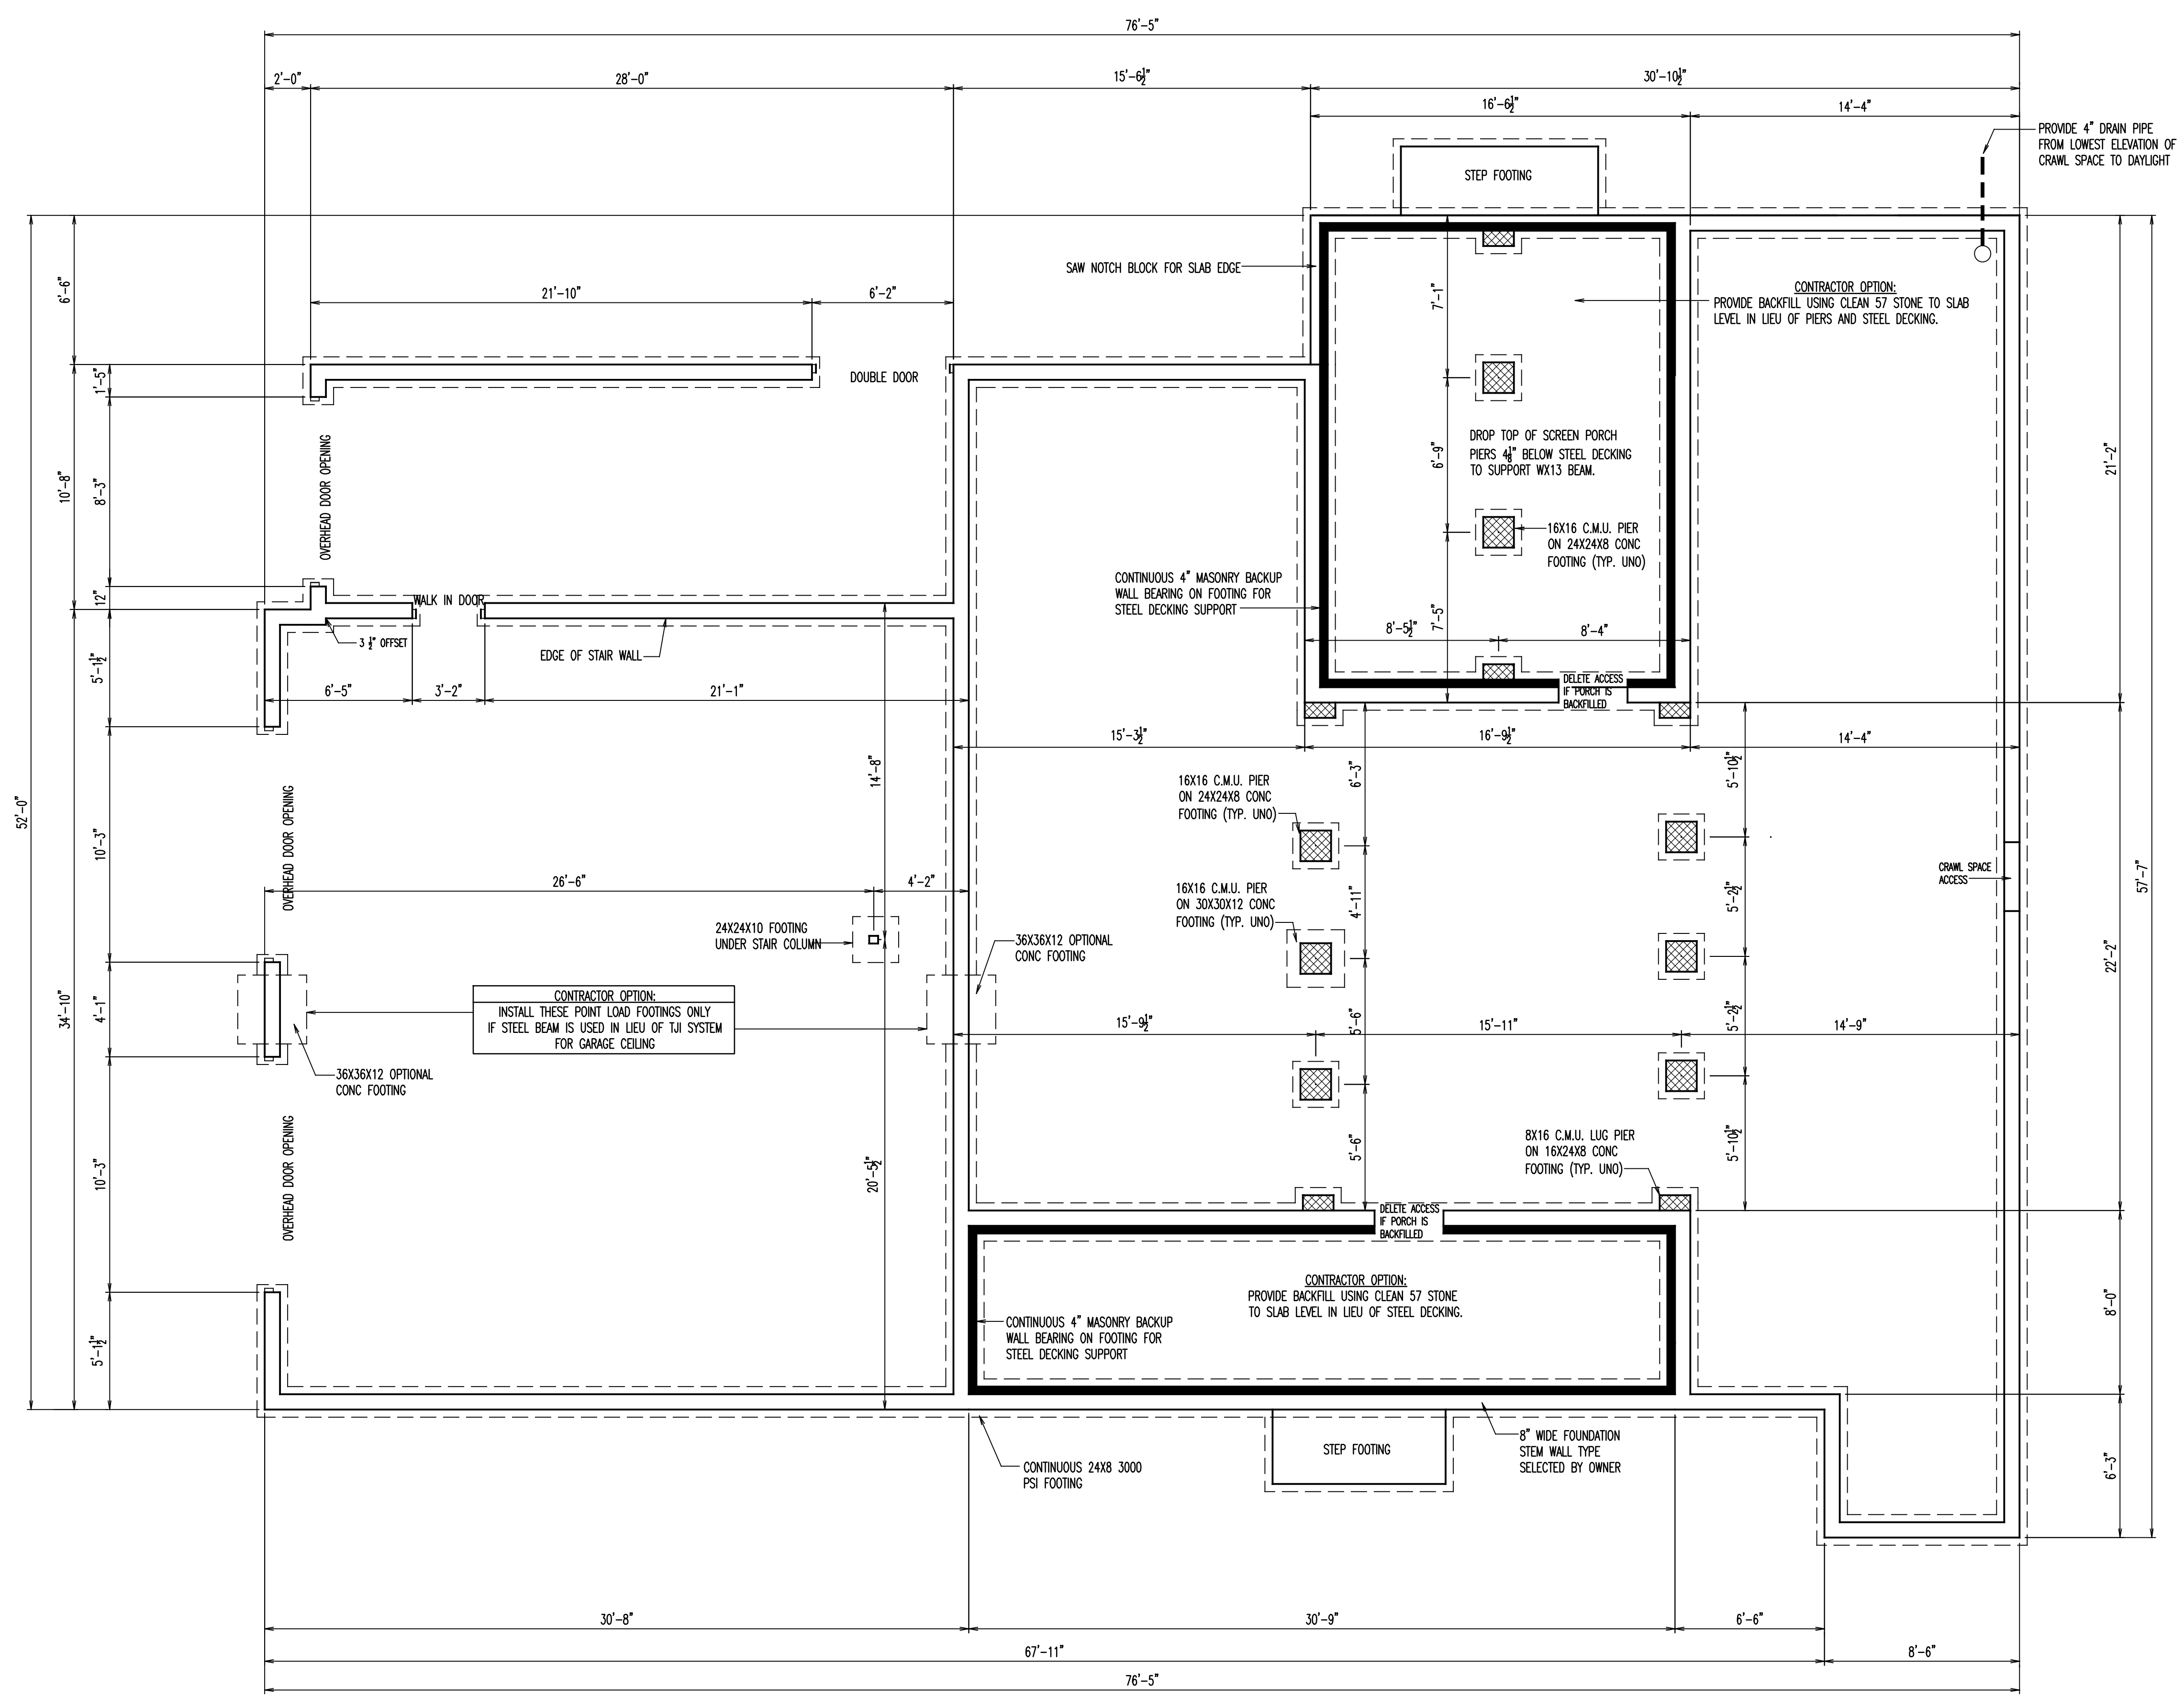 76'-5"
2'-0"
28'-0"
15'-6½"
30'-10½"
16'-6½"
14'-4"
PROVIDE 4" DRAIN PIPE
FROM LOWEST ELEVATION OF
CRAWL SPACE TO DAYLIGHT
STEP FOOTING
SAW NOTCH BLOCK FOR SLAB EDGE
6'-6"
21'-10"
6'-2"
7'-1"
CONTRACTOR OPTION:
PROVIDE BACKFILL USING CLEAN 57 STONE TO SLAB
LEVEL IN LIEU OF PIERS AND STEEL DECKING.
1'-5"
DOUBLE DOOR
OVERHEAD DOOR OPENING
10'-8"
8'-3"
6'-9"
DROP TOP OF SCREEN PORCH
PIERS 4⅛" BELOW STEEL DECKING
TO SUPPORT WX13 BEAM.
21'-2"
16X16 C.M.U. PIER
ON 24X24X8 CONC
FOOTING (TYP. UNO)
CONTINUOUS 4" MASONRY BACKUP
WALL BEARING ON FOOTING FOR
STEEL DECKING SUPPORT
12"
WALK IN DOOR
3 ½" OFFSET
EDGE OF STAIR WALL
7'-5"
8'-5½"
8'-4"
5'-1½"
6'-5"
3'-2"
21'-1"
DELETE ACCESS
IF PORCH IS
BACKFILLED
15'-3½"
16'-9½"
14'-4"
14'-8"
6'-3"
5'-10½"
16X16 C.M.U. PIER
ON 24X24X8 CONC
FOOTING (TYP. UNO)
52'-0"
10'-3"
OVERHEAD DOOR OPENING
26'-6"
4'-2"
16X16 C.M.U. PIER
ON 30X30X12 CONC
FOOTING (TYP. UNO)
4'-11"
5'-2½"
CRAWL SPACE
ACCESS
57'-7"
24X24X10 FOOTING
UNDER STAIR COLUMN
36X36X12 OPTIONAL
CONC FOOTING
22'-2"
34'-10"
4'-1"
CONTRACTOR OPTION:
INSTALL THESE POINT LOAD FOOTINGS ONLY
IF STEEL BEAM IS USED IN LIEU OF TJI SYSTEM
FOR GARAGE CEILING
15'-9½"
5'-6"
15'-11"
5'-2½"
14'-9"
36X36X12 OPTIONAL
CONC FOOTING
10'-3"
OVERHEAD DOOR OPENING
20'-5½"
5'-6"
8X16 C.M.U. LUG PIER
ON 16X24X8 CONC
FOOTING (TYP. UNO)
5'-10½"
DELETE ACCESS
IF PORCH IS
BACKFILLED
CONTRACTOR OPTION:
PROVIDE BACKFILL USING CLEAN 57 STONE
TO SLAB LEVEL IN LIEU OF STEEL DECKING.
8'-0"
5'-1½"
CONTINUOUS 4" MASONRY BACKUP
WALL BEARING ON FOOTING FOR
STEEL DECKING SUPPORT
STEP FOOTING
8" WIDE FOUNDATION
STEM WALL TYPE
SELECTED BY OWNER
CONTINUOUS 24X8 3000
PSI FOOTING
6'-3"
30'-8"
30'-9"
6'-6"
67'-11"
8'-6"
76'-5"